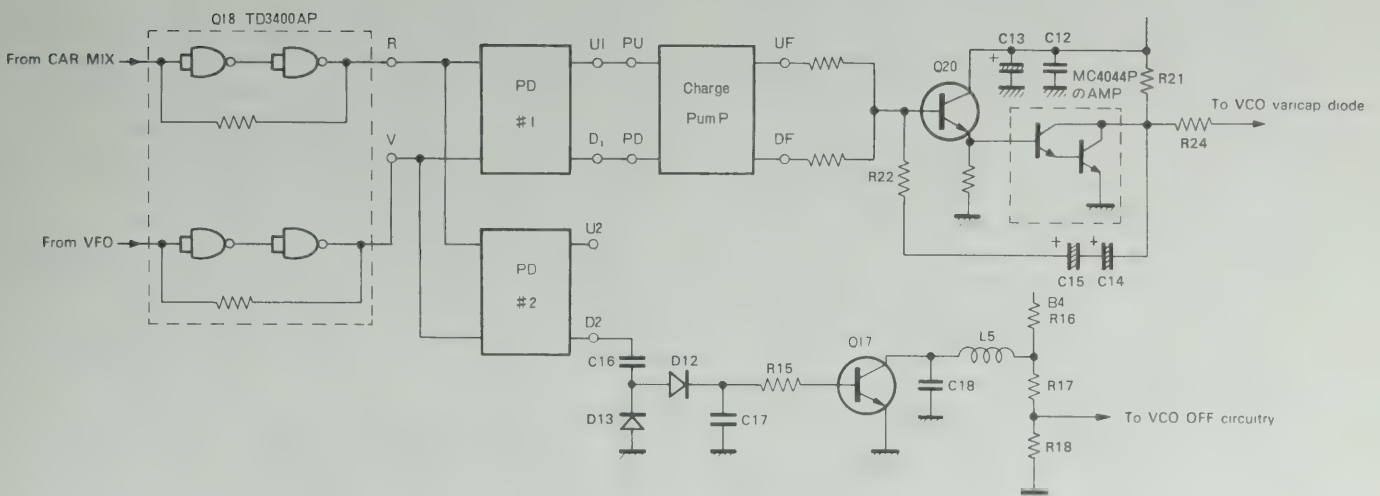 Q18 TD3400AP
From CAR MIX
R
V
From VFO
PD
#1
U1
PU
D1
PD
Charge
PumP
UF
DF
PD
#2
U2
D2
Q20
C13
+
C12
R21
MC4044P
のAMP
To VCO varicap diode
R24
R22
+
C15
+
C14
B4
R16
L5
Q17
C16
D12
R15
D13
C17
C18
R17
To VCO OFF circuitry
R18